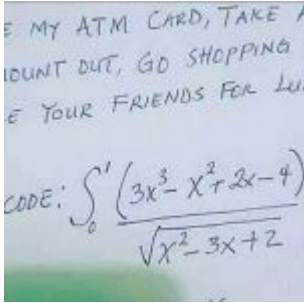 MY ATM CARD, TAKE
OUT, GO SHOPPING
YOUR FRIENDS FOR
CODE: ∫₀¹ (3x³ - x² + 2x - 4) / √(x² - 3x + 2)